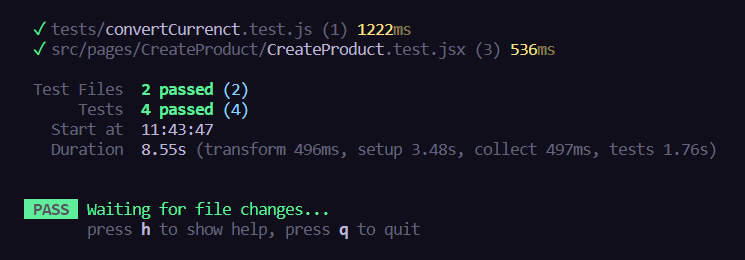 ✓ tests/convertCurrenct.test.js (1) 1222ms
✓ src/pages/CreateProduct/CreateProduct.test.jsx (3) 536ms
Test Files 2 passed (2)
Tests 4 passed (4)
Start at 11:43:47
Duration 8.55s (transform 496ms, setup 3.48s, collect 497ms, tests 1.76s)
PASS Waiting for file changes...
press h to show help, press q to quit